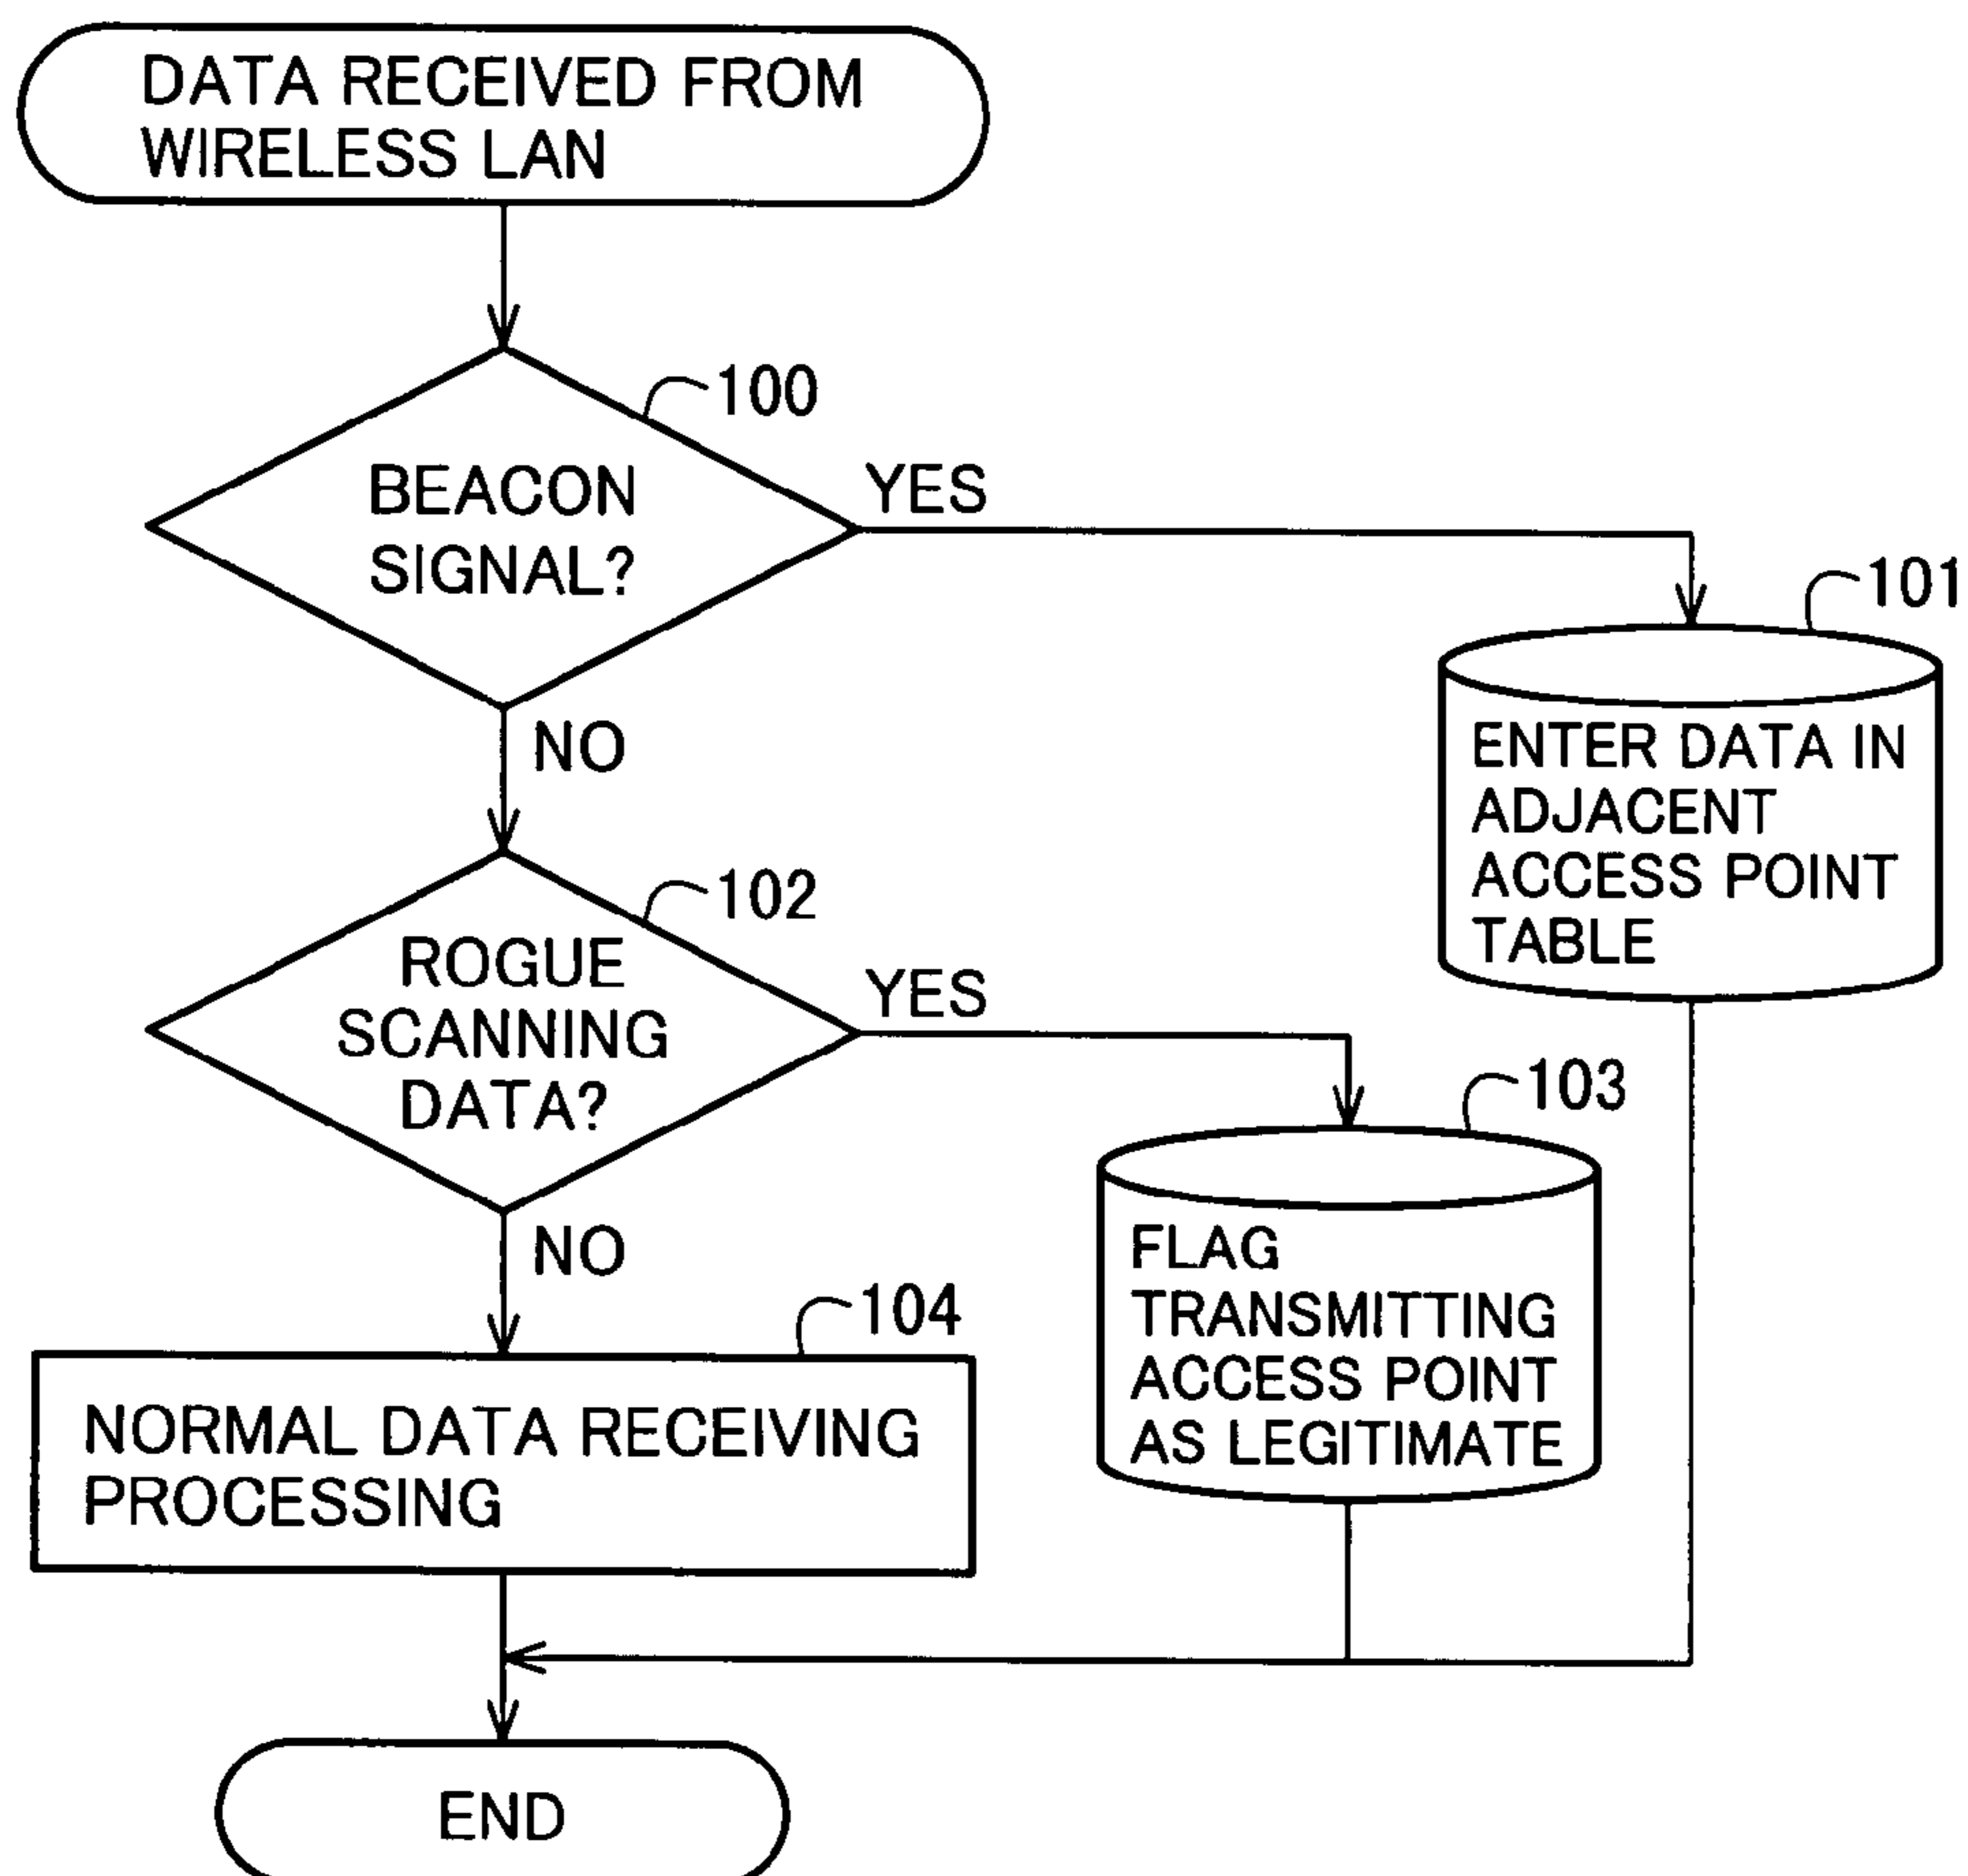 DATA RECEIVED FROM
WIRELESS LAN
100
BEACON
SIGNAL?
YES
101
ENTER DATA IN
ADJACENT
ACCESS POINT
TABLE
NO
102
ROGUE
SCANNING
DATA?
YES
103
FLAG
TRANSMITTING
ACCESS POINT
AS LEGITIMATE
NO
104
NORMAL DATA RECEIVING
PROCESSING
END